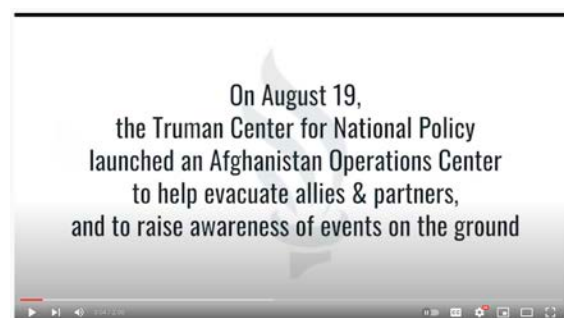 On August 19,
the Truman Center for National Policy
launched an Afghanistan Operations Center
to help evacuate allies & partners,
and to raise awareness of events on the ground